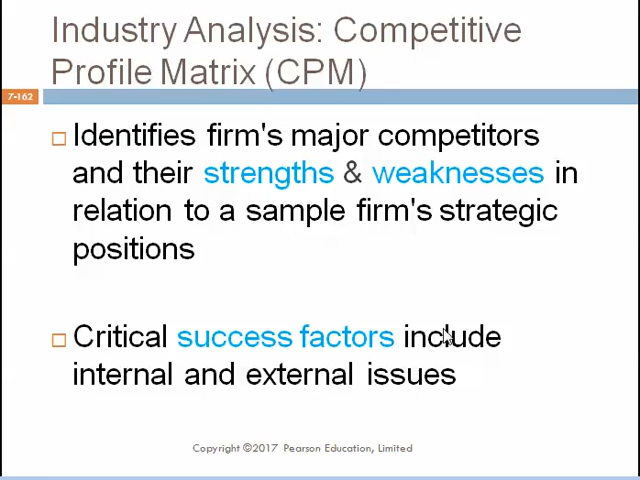 Industry Analysis: Competitive
Profile Matrix (CPM)
7-162
□ Identifies firm's major competitors
and their strengths & weaknesses in
relation to a sample firm's strategic
positions
□ Critical success factors include
internal and external issues
Copyright ©2017 Pearson Education, Limited